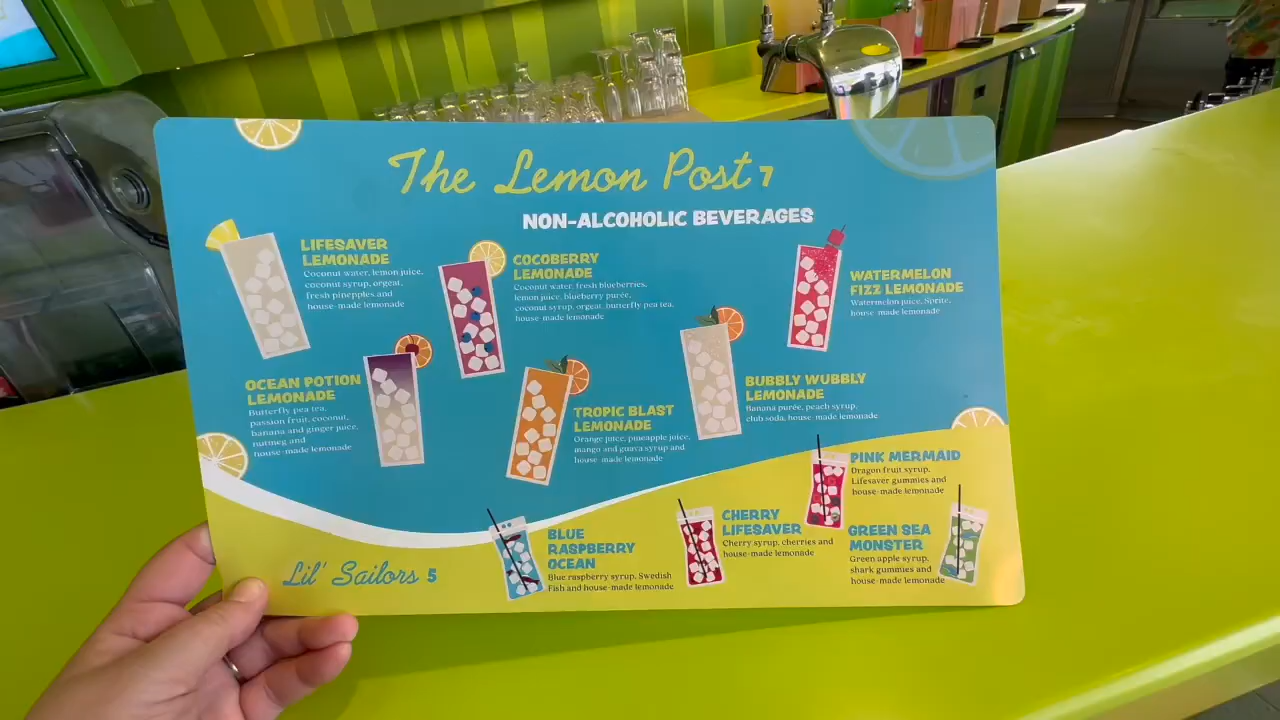 The Lemon Post 7
NON-ALCOHOLIC BEVERAGES
LIFESAVER
LEMONADE
Coconut water, lemon juice,
coconut syrup, orgeat,
fresh pinepples and
house-made lemonade
COCOBERRY
LEMONADE
Coconut water, fresh blueberries,
lemon juice, blueberry purée,
coconut syrup, orgeat, butterfly pea tea,
house-made lemonade
WATERMELON
FIZZ LEMONADE
Watermelon juice, Sprite,
house-made lemonade
OCEAN POTION
LEMONADE
Butterfly pea tea,
passion fruit, coconut,
banana and ginger juice,
nutmeg and
house-made lemonade
TROPIC BLAST
LEMONADE
Orange juice, pineapple juice,
mango and guava syrup and
house-made lemonade
BUBBLY WUBBLY
LEMONADE
Banana purée, peach syrup,
club soda, house-made lemonade
Lil' Sailors 5
BLUE
RASPBERRY
OCEAN
Blue raspberry syrup, Swedish
Fish and house-made lemonade
CHERRY
LIFESAVER
Cherry syrup, cherries and
house-made lemonade
PINK MERMAID
Dragon fruit syrup,
Lifesaver gummies and
house-made lemonade
GREEN SEA
MONSTER
Green apple syrup,
shark gummies and
house-made lemonade